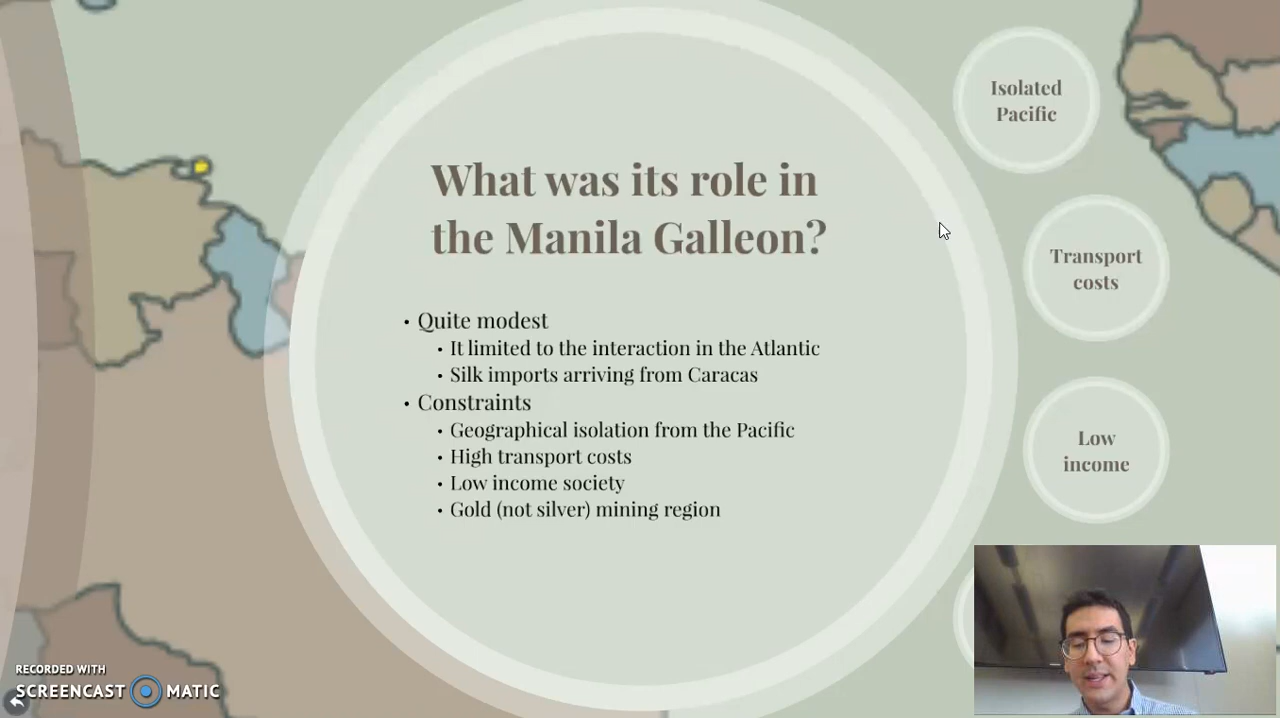 What was its role in
the Manila Galleon?
• Quite modest
• It limited to the interaction in the Atlantic
• Silk imports arriving from Caracas
• Constraints
• Geographical isolation from the Pacific
• High transport costs
• Low income society
• Gold (not silver) mining region
Isolated
Pacific
Transport
costs
Low
income
RECORDED WITH
SCREENCAST MATIC